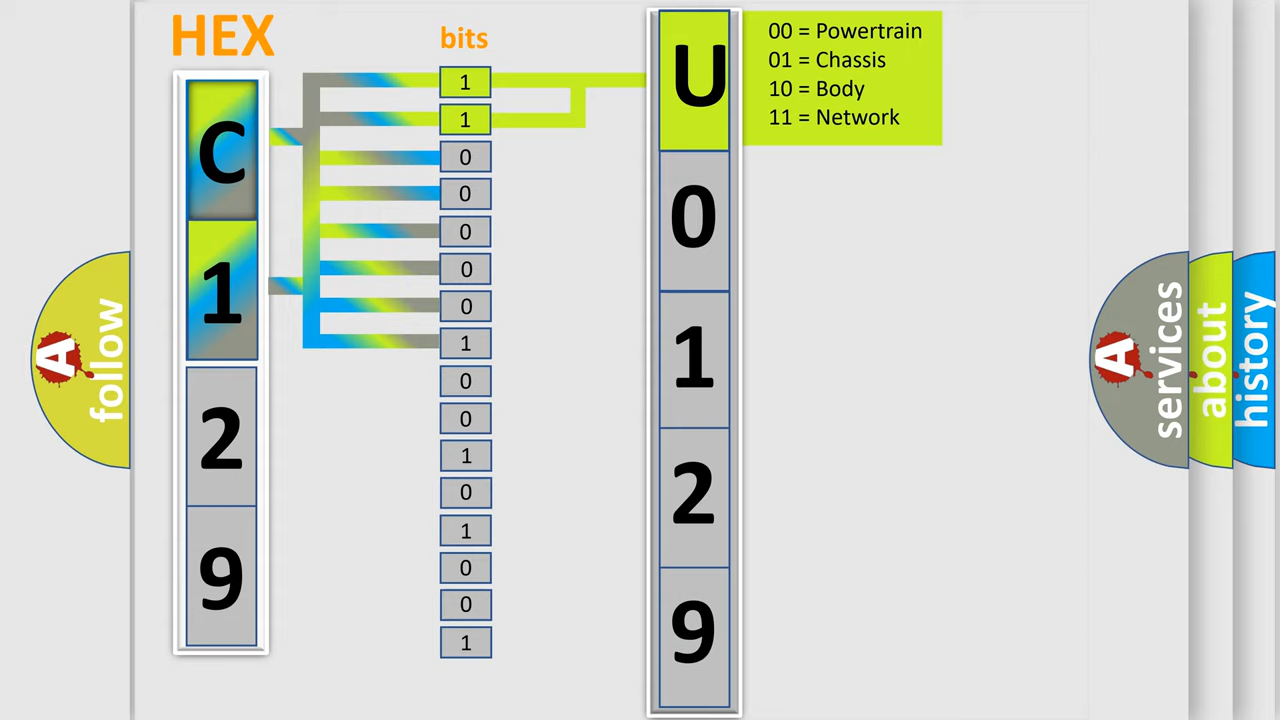 HEX
bits
C
1
2
9
1
1
0
0
0
0
0
1
0
0
1
0
1
0
0
1
U
0
1
2
9
00 = Powertrain
01 = Chassis
10 = Body
11 = Network
A
follow
A
services
about
history